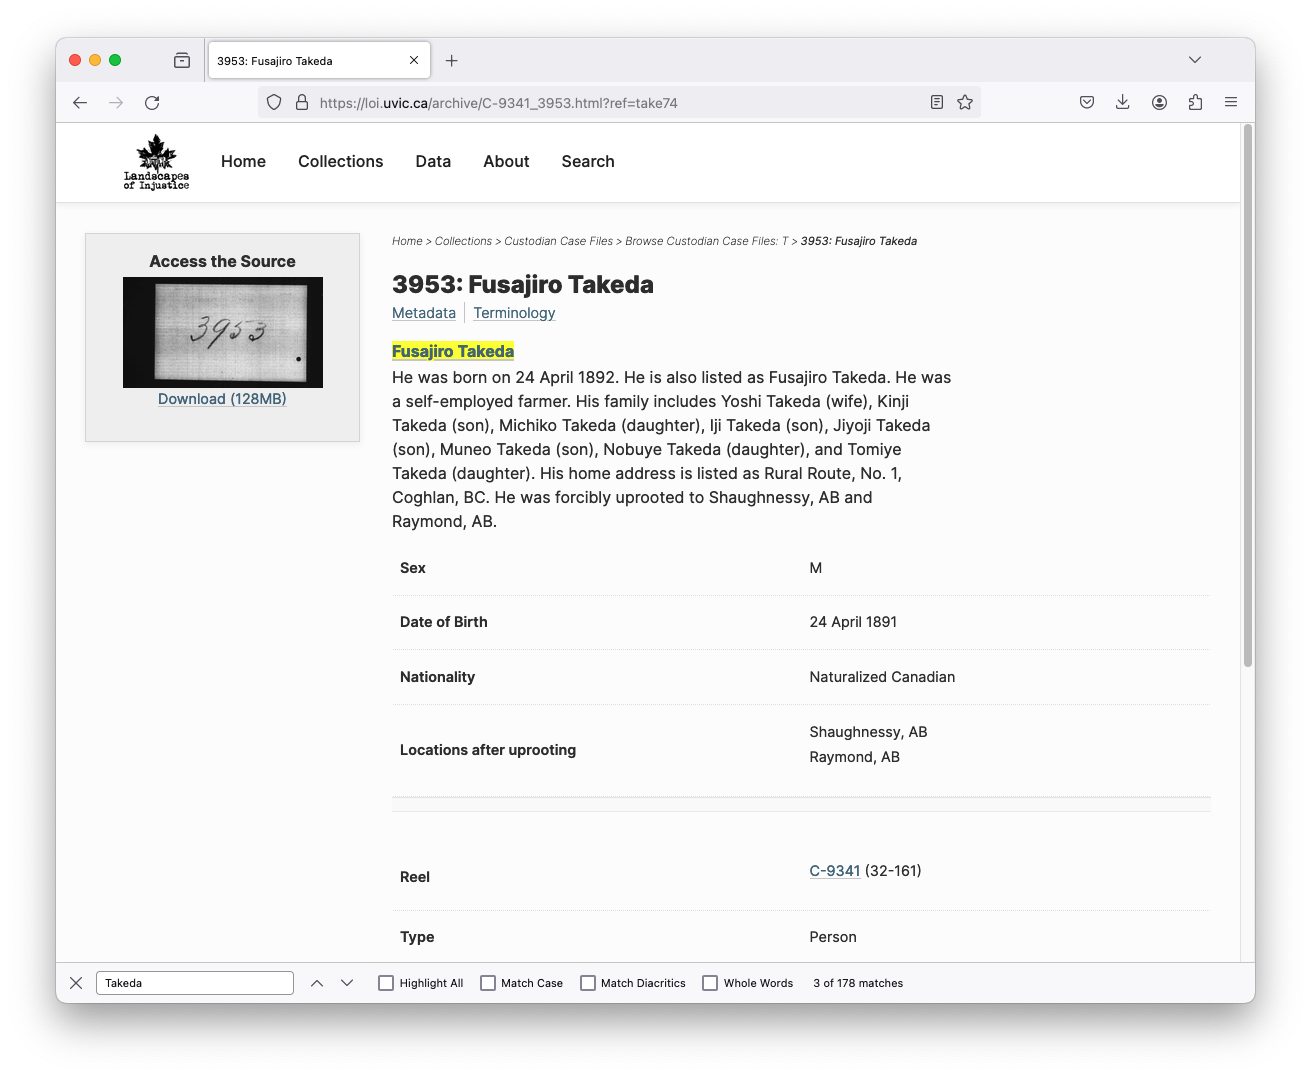 3953: Fusajiro Takeda
https://loi.uvic.ca/archive/C-9341_3953.html?ref=take74
Landscapes
of Injustice
Home
Collections
Data
About
Search
Access the Source
3953
Download (128MB)
Home > Collections > Custodian Case Files > Browse Custodian Case Files: T > 3953: Fusajiro Takeda
3953: Fusajiro Takeda
Metadata
Terminology
Fusajiro Takeda
He was born on 24 April 1892. He is also listed as Fusajiro Takeda. He was
a self-employed farmer. His family includes Yoshi Takeda (wife), Kinji
Takeda (son), Michiko Takeda (daughter), Iji Takeda (son), Jiyoji Takeda
(son), Muneo Takeda (son), Nobuye Takeda (daughter), and Tomiye
Takeda (daughter). His home address is listed as Rural Route, No. 1,
Coghlan, BC. He was forcibly uprooted to Shaughnessy, AB and
Raymond, AB.
Sex
M
Date of Birth
24 April 1891
Nationality
Naturalized Canadian
Locations after uprooting
Shaughnessy, AB
Raymond, AB
Reel
C-9341 (32-161)
Type
Person
Takeda
Highlight All
Match Case
Match Diacritics
Whole Words
3 of 178 matches